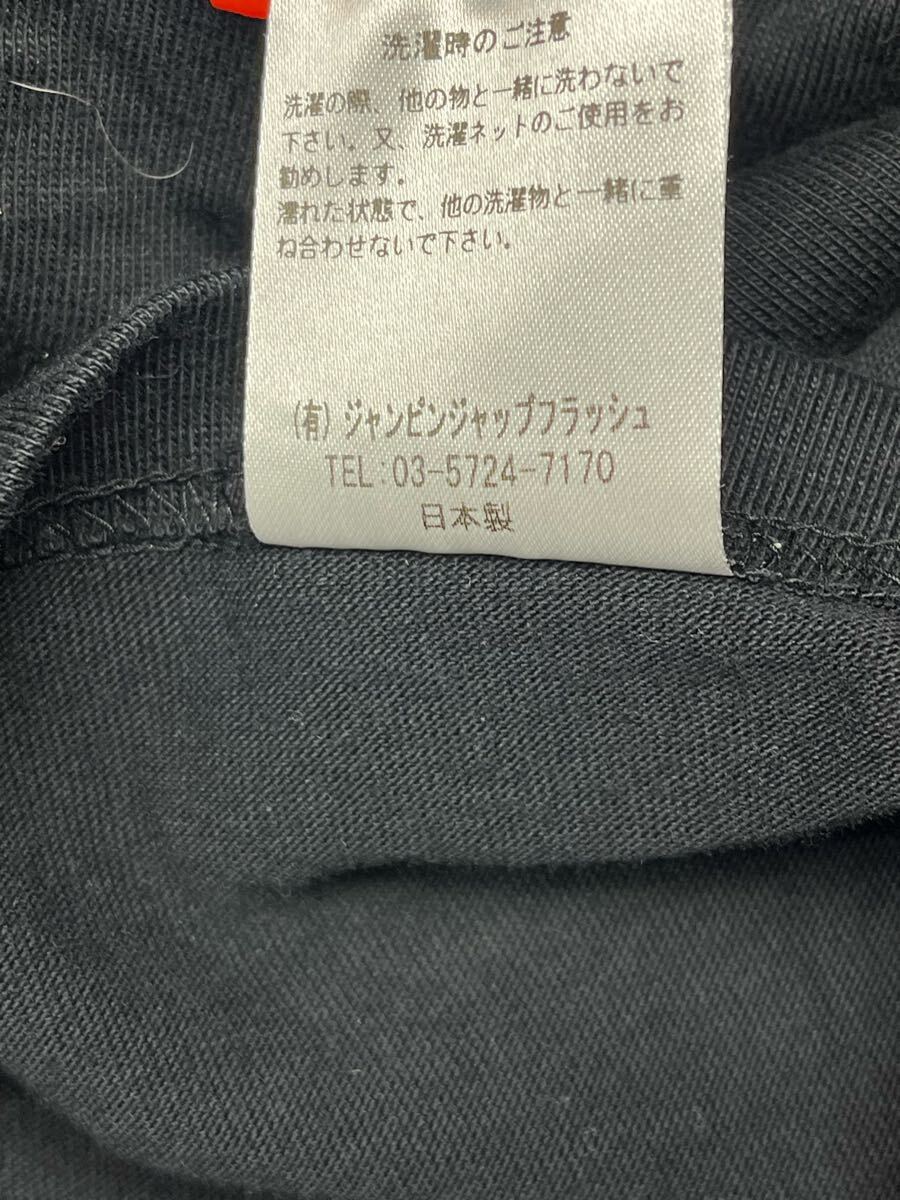 洗濯時のご注意
洗濯の際、他の物と一緒に洗わないで
下さい。又、洗濯ネットのご使用をお
勧めします。
濡れた状態で、他の洗濯物と一緒に重
ね合わせないで下さい。
(有)ジャンピンジャップフラッシュ
TEL:03-5724-7170
日本製